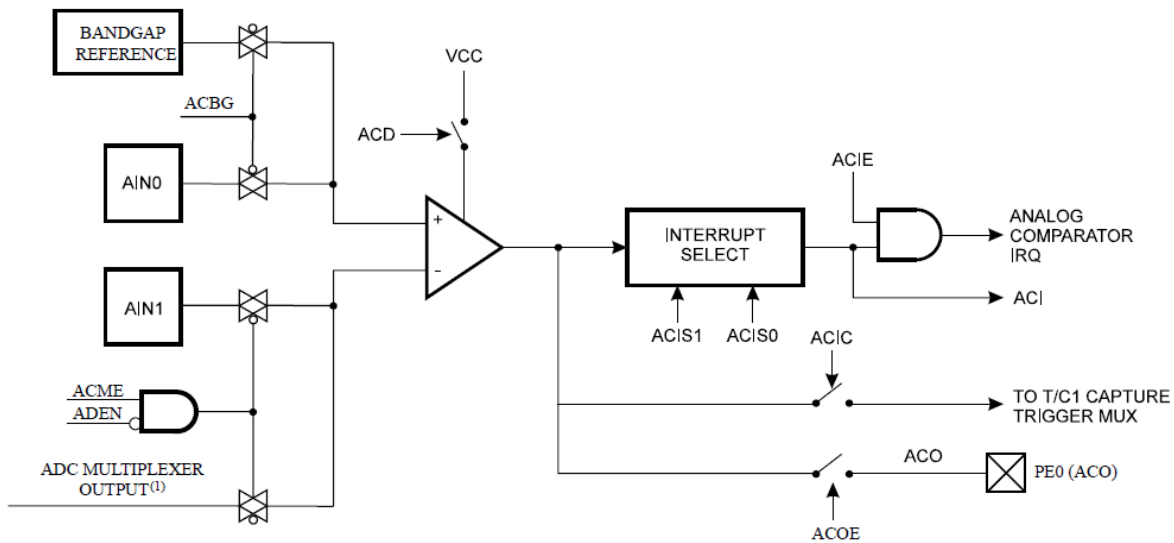 BANDGAP
REFERENCE
ACBG
AIN0
AIN1
ACME
ADEN
ADC MULTIPLEXER
OUTPUT(1)
VCC
ACD
+
-
INTERRUPT
SELECT
ACIS1
ACIS0
ACIE
ANALOG
COMPARATOR
IRQ
ACI
ACIC
TO T/C1 CAPTURE
TRIGGER MUX
ACO
PE0 (ACO)
ACOE